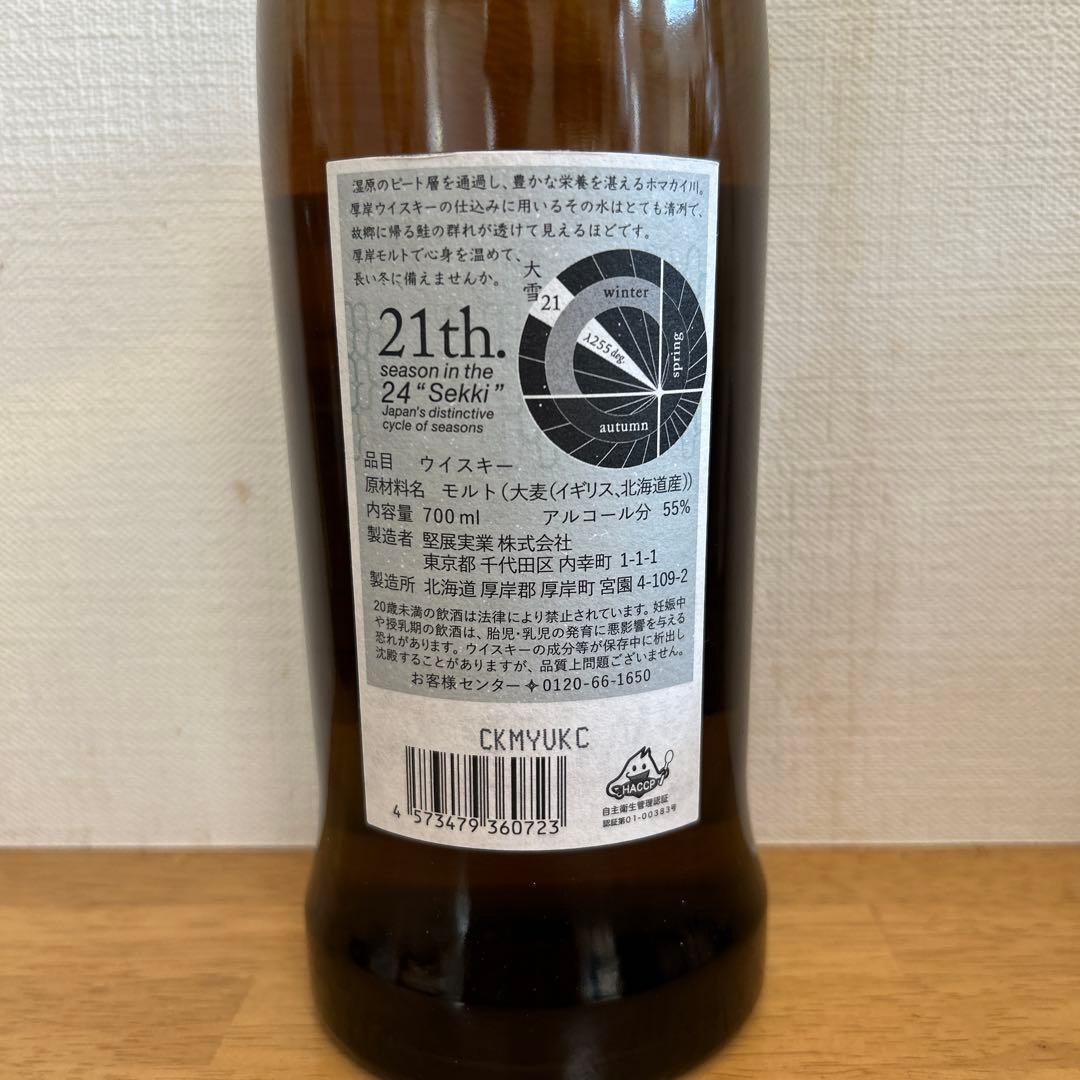 湿原のピート層を通過し、豊かな栄養を湛えるホマカイ川。
厚岸ウイスキーの仕込みに用いるその水はとても清冽で、
故郷に帰る鮭の群れが透けて見えるほどです。
厚岸モルトで心身を温めて、
長い冬に備えませんか。
大雪
21
winter
λ255 deg.
spring
autumn
21th.
season in the
24 “Sekki”
Japan's distinctive
cycle of seasons
品目 ウイスキー
原材料名 モルト（大麦（イギリス、北海道産））
内容量 700 ml アルコール分 55%
製造者 堅展実業 株式会社
東京都 千代田区 内幸町 1-1-1
製造所 北海道 厚岸郡 厚岸町 宮園 4-109-2
20歳未満の飲酒は法律により禁止されています。妊娠中
や授乳期の飲酒は、胎児・乳児の発育に悪影響を与える
恐れがあります。ウイスキーの成分等が保存中に析出し
沈殿することがありますが、品質上問題ございません。
お客様センター✧0120-66-1650
CKMYUKC
4 573479 360723
HACCP
自主衛生管理認証
認証第01-00383号